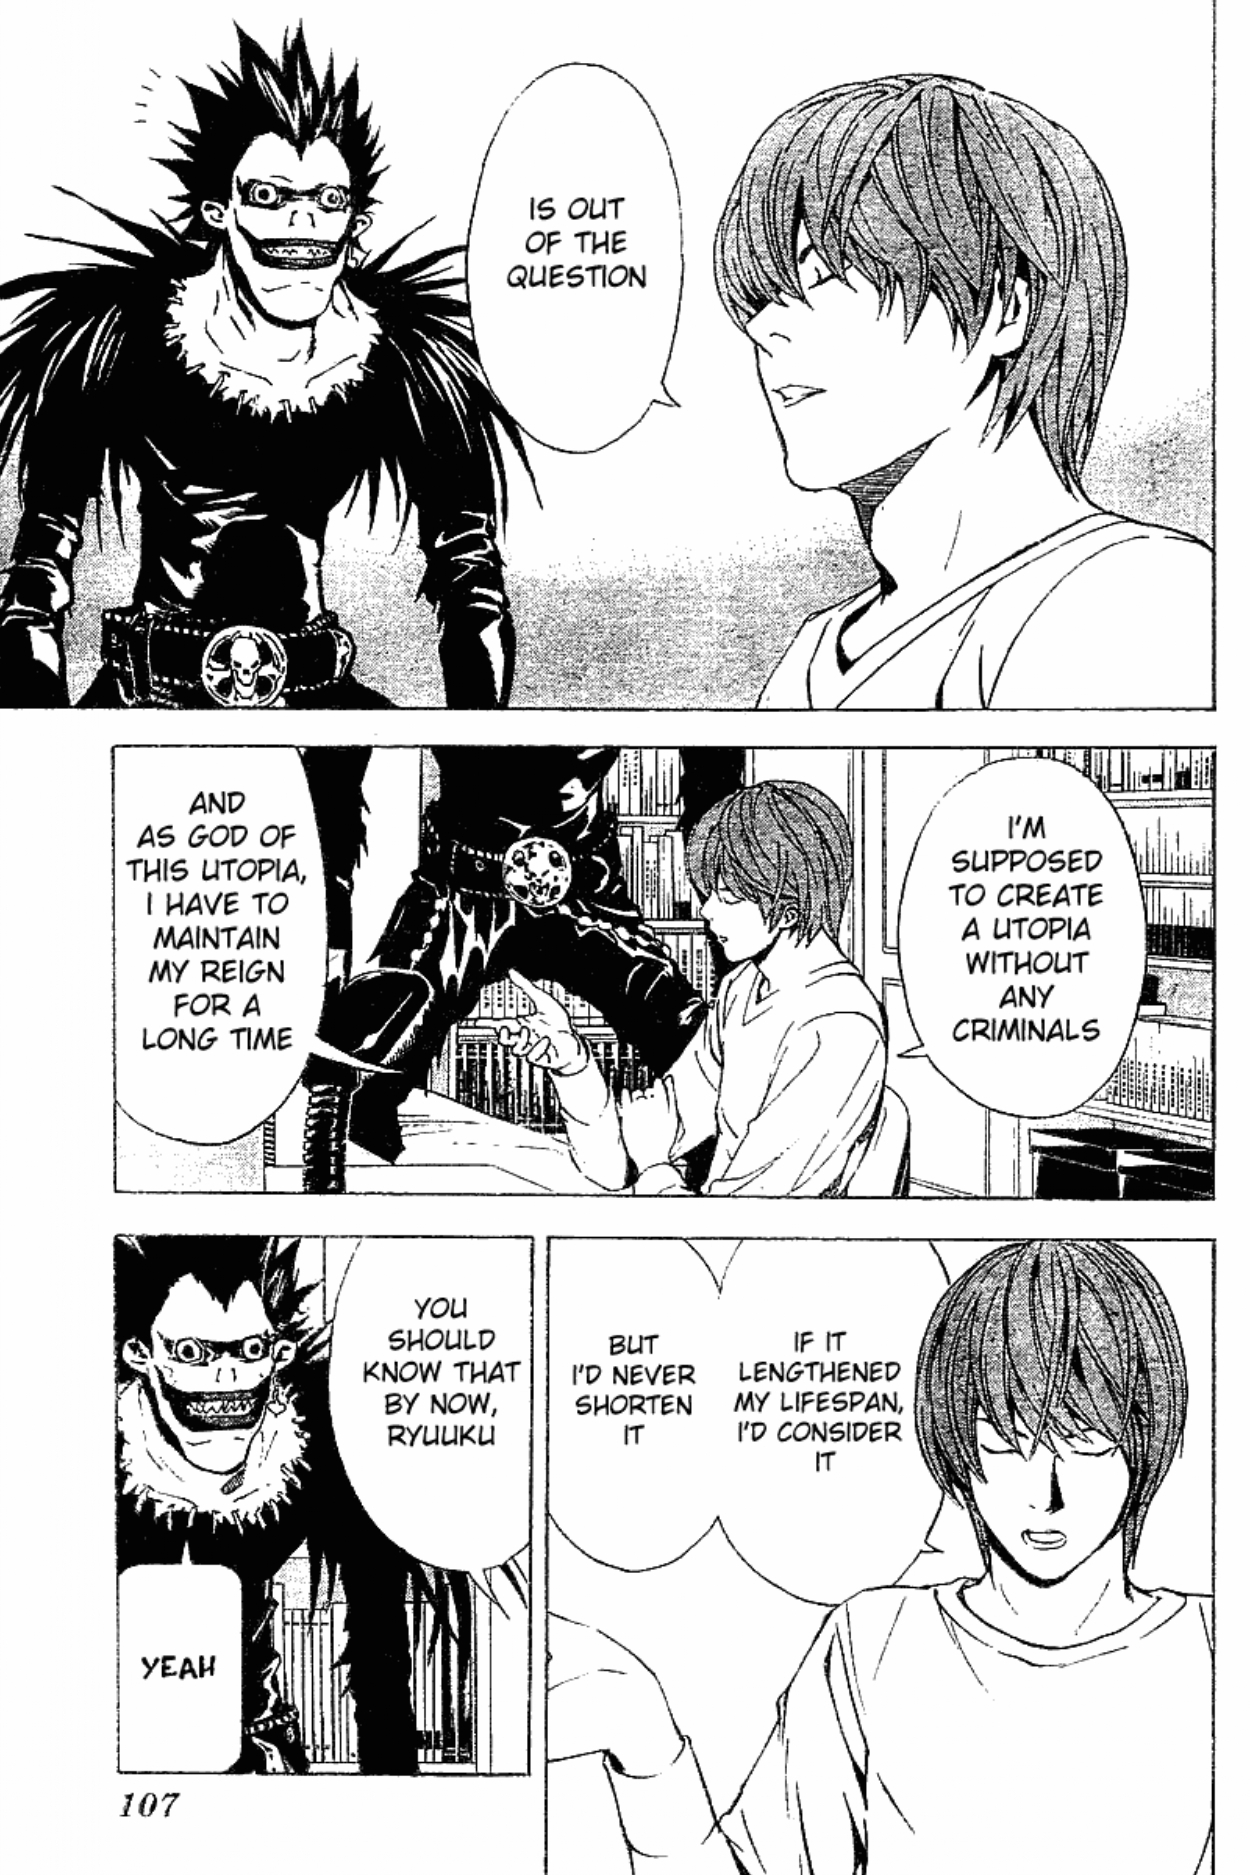 IS OUT
OF THE
QUESTION
I'M
SUPPOSED
TO CREATE
A UTOPIA
WITHOUT
ANY
CRIMINALS
AND
AS GOD OF
THIS UTOPIA,
I HAVE TO
MAINTAIN
MY REIGN
FOR A
LONG TIME
IF IT
LENGTHENED
MY LIFESPAN,
I'D CONSIDER
IT
BUT
I'D NEVER
SHORTEN
IT
YOU
SHOULD
KNOW THAT
BY NOW,
RYUUKU
YEAH
107